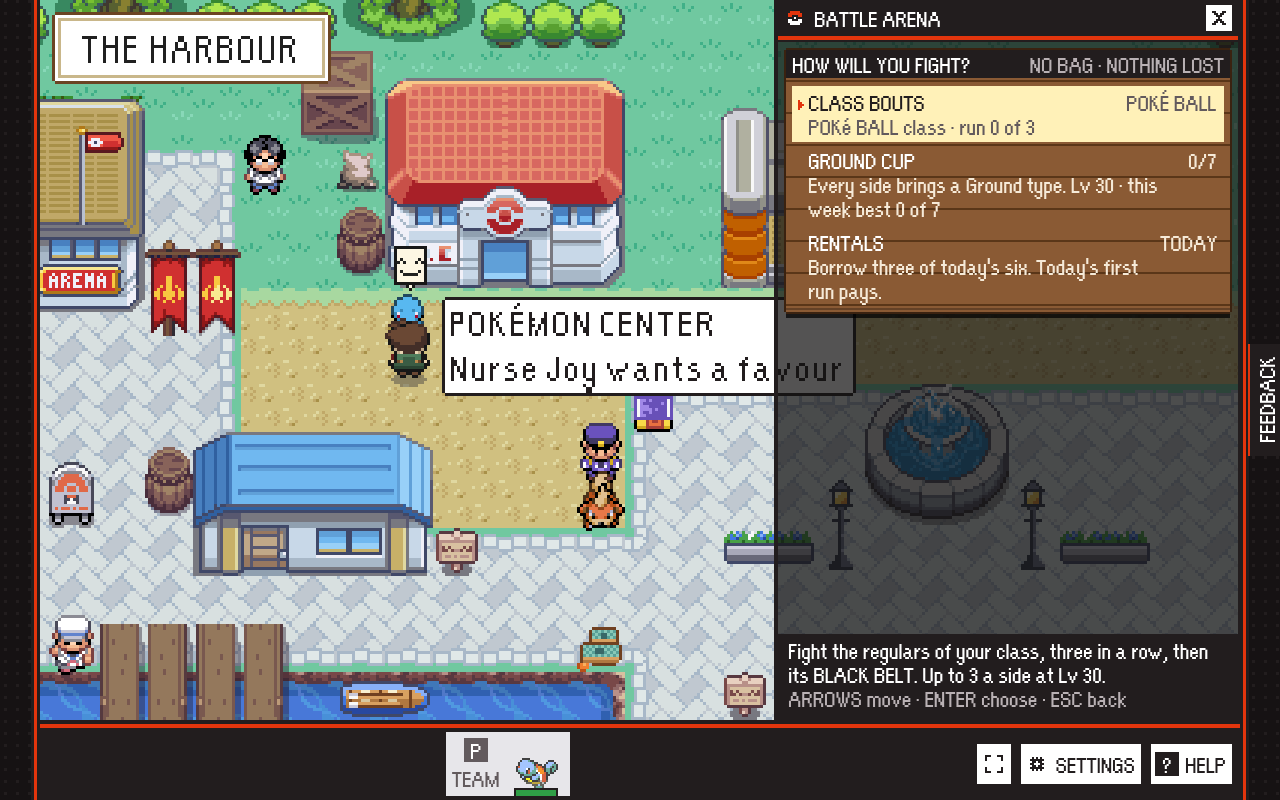 THE HARBOUR
ARENA
POKÉMON CENTER
Nurse Joy wants a favour
BATTLE ARENA
X
HOW WILL YOU FIGHT? NO BAG · NOTHING LOST
CLASS BOUTS POKÉ BALL
POKé BALL class · run 0 of 3
GROUND CUP 0/7
Every side brings a Ground type. Lv 30 · this
week best 0 of 7
RENTALS TODAY
Borrow three of today's six. Today's first
run pays.
Fight the regulars of your class, three in a row, then
its BLACK BELT. Up to 3 a side at Lv 30.
ARROWS move · ENTER choose · ESC back
FEEDBACK
P
TEAM
SETTINGS
? HELP